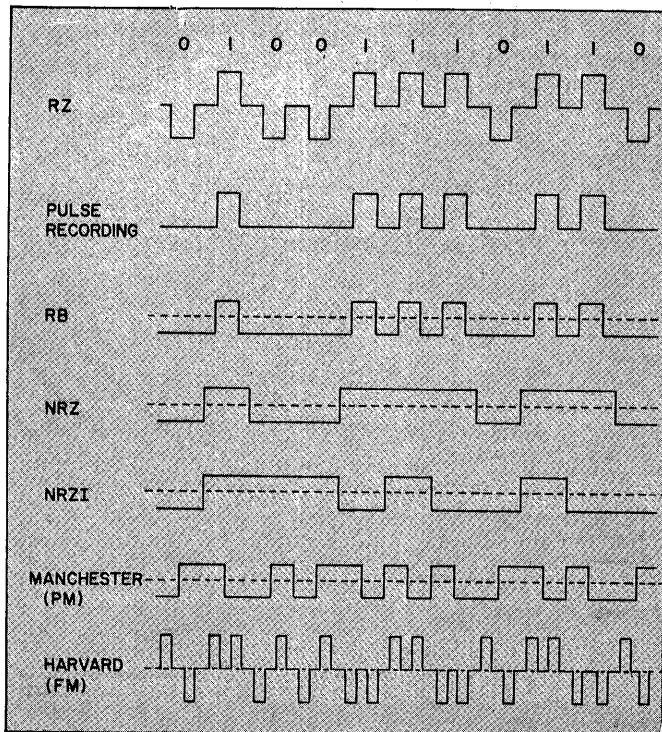 0 1 0 0 1 1 1 0 1 1 0
RZ
PULSE
RECORDING
RB
NRZ
NRZI
MANCHESTER
(PM)
HARVARD
(FM)